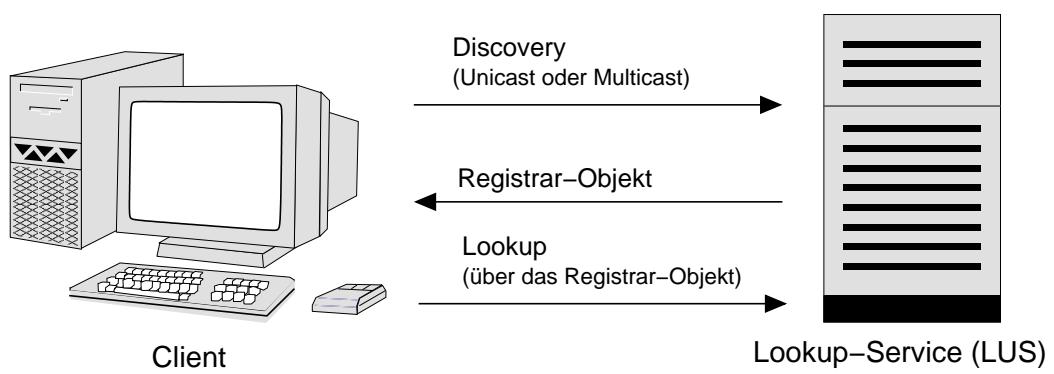 Discovery
(Unicast oder Multicast)
Registrar−Objekt
Lookup
(über das Registrar−Objekt)
Client
Lookup−Service (LUS)